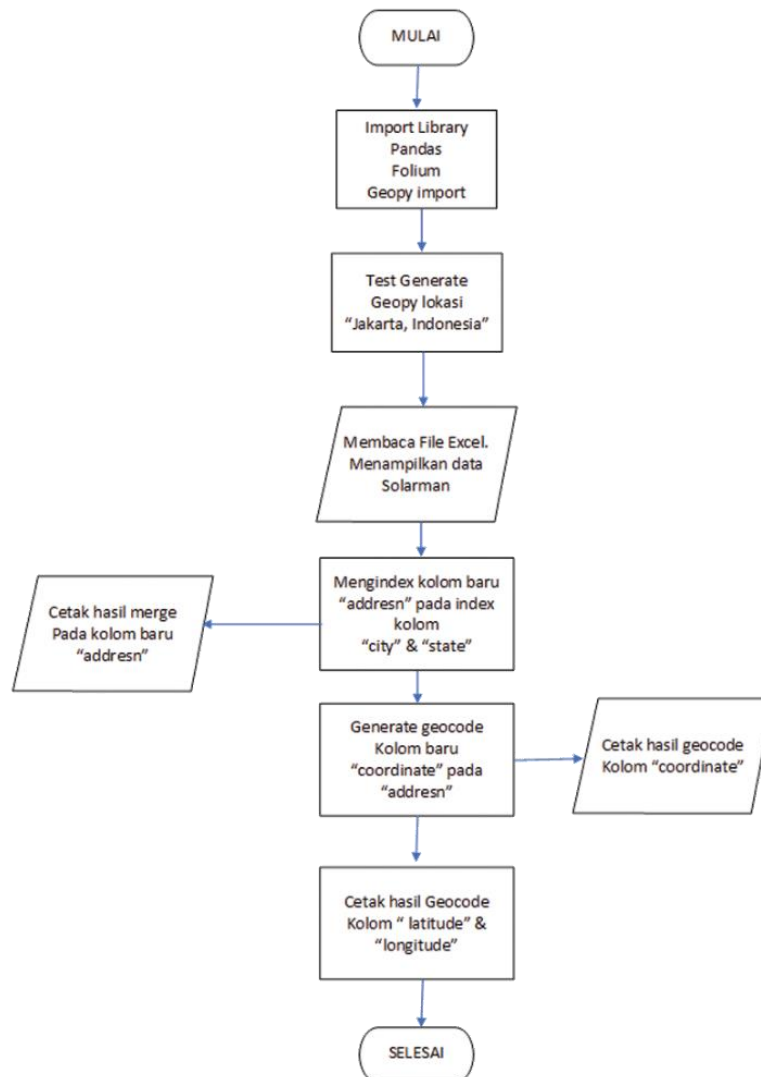 MULAI
Import Library
Pandas
Folium
Geopy import
Test Generate
Geopy lokasi
“Jakarta, Indonesia”
Membaca File Excel.
Menampilkan data
Solarman
Mengindex kolom baru
“addresn” pada index
kolom
“city” & “state”
Cetak hasil merge
Pada kolom baru
“addresn”
Generate geocode
Kolom baru
“coordinate” pada
“addresn”
Cetak hasil geocode
Kolom “coordinate”
Cetak hasil Geocode
Kolom “ latitude” &
“longitude”
SELESAI